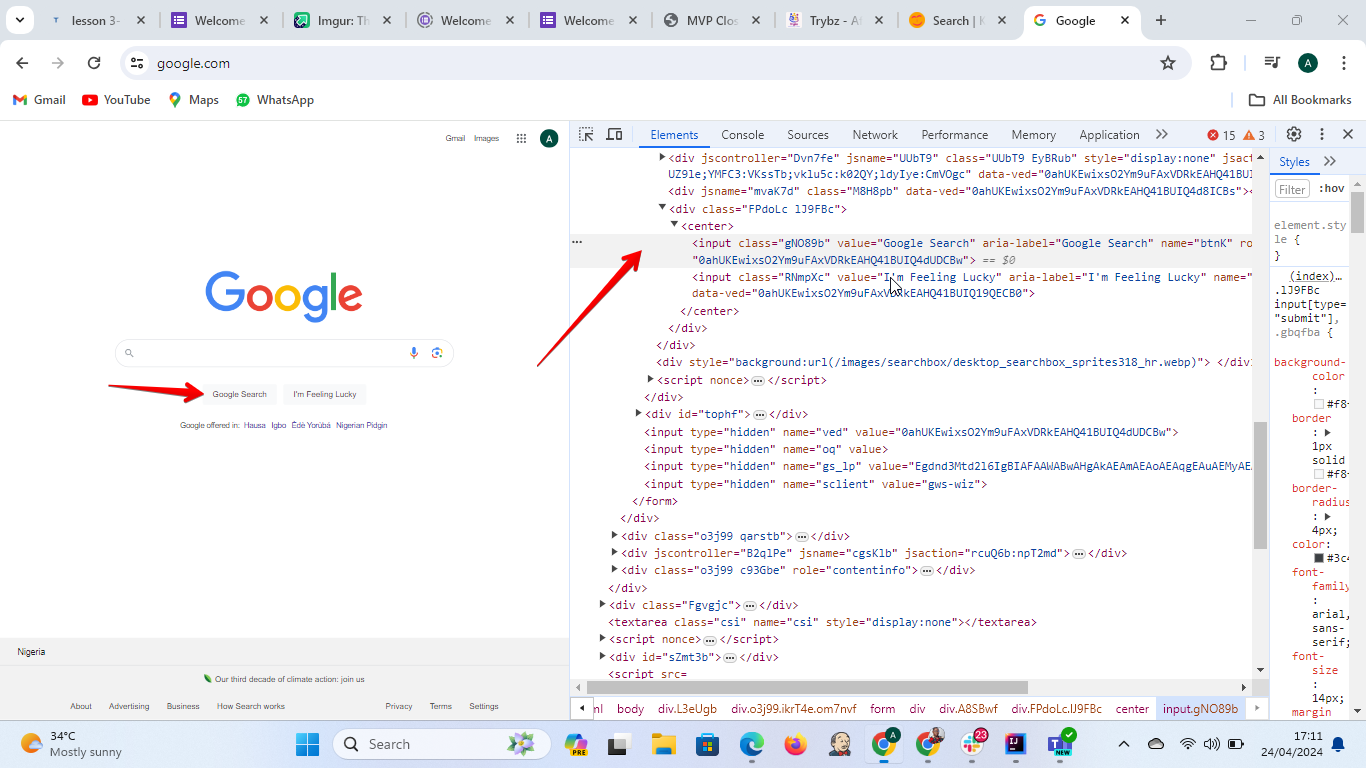 lesson 3-
Welcome
Imgur: Th
Welcome
Welcome
MVP Clos
Trybz - Af
Search | K
Google
google.com
A
Gmail
YouTube
Maps
57
WhatsApp
All Bookmarks
Gmail
Images
A
Google
Google Search
I'm Feeling Lucky
Google offered in: Hausa Igbo Èdè Yorùbá Nigerian Pidgin
Nigeria
Our third decade of climate action: join us
About
Advertising
Business
How Search works
Privacy
Terms
Settings
Elements
Console
Sources
Network
Performance
Memory
Application
15
3
<div jscontroller="Dvn7fe" jsname="UUbT9" class="UUbT9 EyBRub" style="display:none" jsact
UZ9le;YMFC3:VKssTb;vklu5c:k02QY;ldyIye:CmVOgc" data-ved="0ahUKEwixsO2Ym9uFAxVDRkEAHQ41BUI
<div jsname="mvaK7d" class="M8H8pb" data-ved="0ahUKEwixsO2Ym9uFAxVDRkEAHQ41BUIQ4d8ICBs"><
<div class="FPdoLc lJ9FBc">
<center>
<input class="gNO89b" value="Google Search" aria-label="Google Search" name="btnK" ro
"0ahUKEwixsO2Ym9uFAxVDRkEAHQ41BUIQ4dUDCBw"> == $0
<input class="RNmpXc" value="I'm Feeling Lucky" aria-label="I'm Feeling Lucky" name="
data-ved="0ahUKEwixsO2Ym9uFAxVDRkEAHQ41BUIQ19QECB0">
</center>
</div>
</div>
<div style="background:url(/images/searchbox/desktop_searchbox_sprites318_hr.webp)"> </div>
<script nonce> … </script>
</div>
<div id="tophf"> … </div>
<input type="hidden" name="ved" value="0ahUKEwixsO2Ym9uFAxVDRkEAHQ41BUIQ4dUDCBw">
<input type="hidden" name="oq" value>
<input type="hidden" name="gs_lp" value="Egdnd3Mtd2l6IgBIAFAAWABwAHgAkAEAmAEAoAEAqgEAuAEMyAE
<input type="hidden" name="sclient" value="gws-wiz">
</form>
</div>
<div class="o3j99 qarstb"> … </div>
<div jscontroller="B2qlPe" jsname="cgsKlb" jsaction="rcuQ6b:npT2md"> … </div>
<div class="o3j99 c93Gbe" role="contentinfo"> … </div>
</div>
<div class="Fgvgjc"> … </div>
<textarea class="csi" name="csi" style="display:none"></textarea>
<script nonce> … </script>
<div id="sZmt3b"> … </div>
<script src=
ml body div.L3eUgb div.o3j99.ikrT4e.om7nvf form div div.A8SBwf div.FPdoLc.lJ9FBc center input.gNO89b
Styles
Filter
:hov
element.sty
le {
}
(index)…
.lJ9FBc
input[type=
"submit"],
.gbqfba {
background-
color
:
#f8
border
:
1px
solid
#f8
border-
radius
:
4px;
color:
#3c4
font-
family
:
arial,
sans-
serif;
font-
size
:
14px;
margin
34°C
Mostly sunny
Search
PRE
A
23
IJ
NEW
17:11
24/04/2024